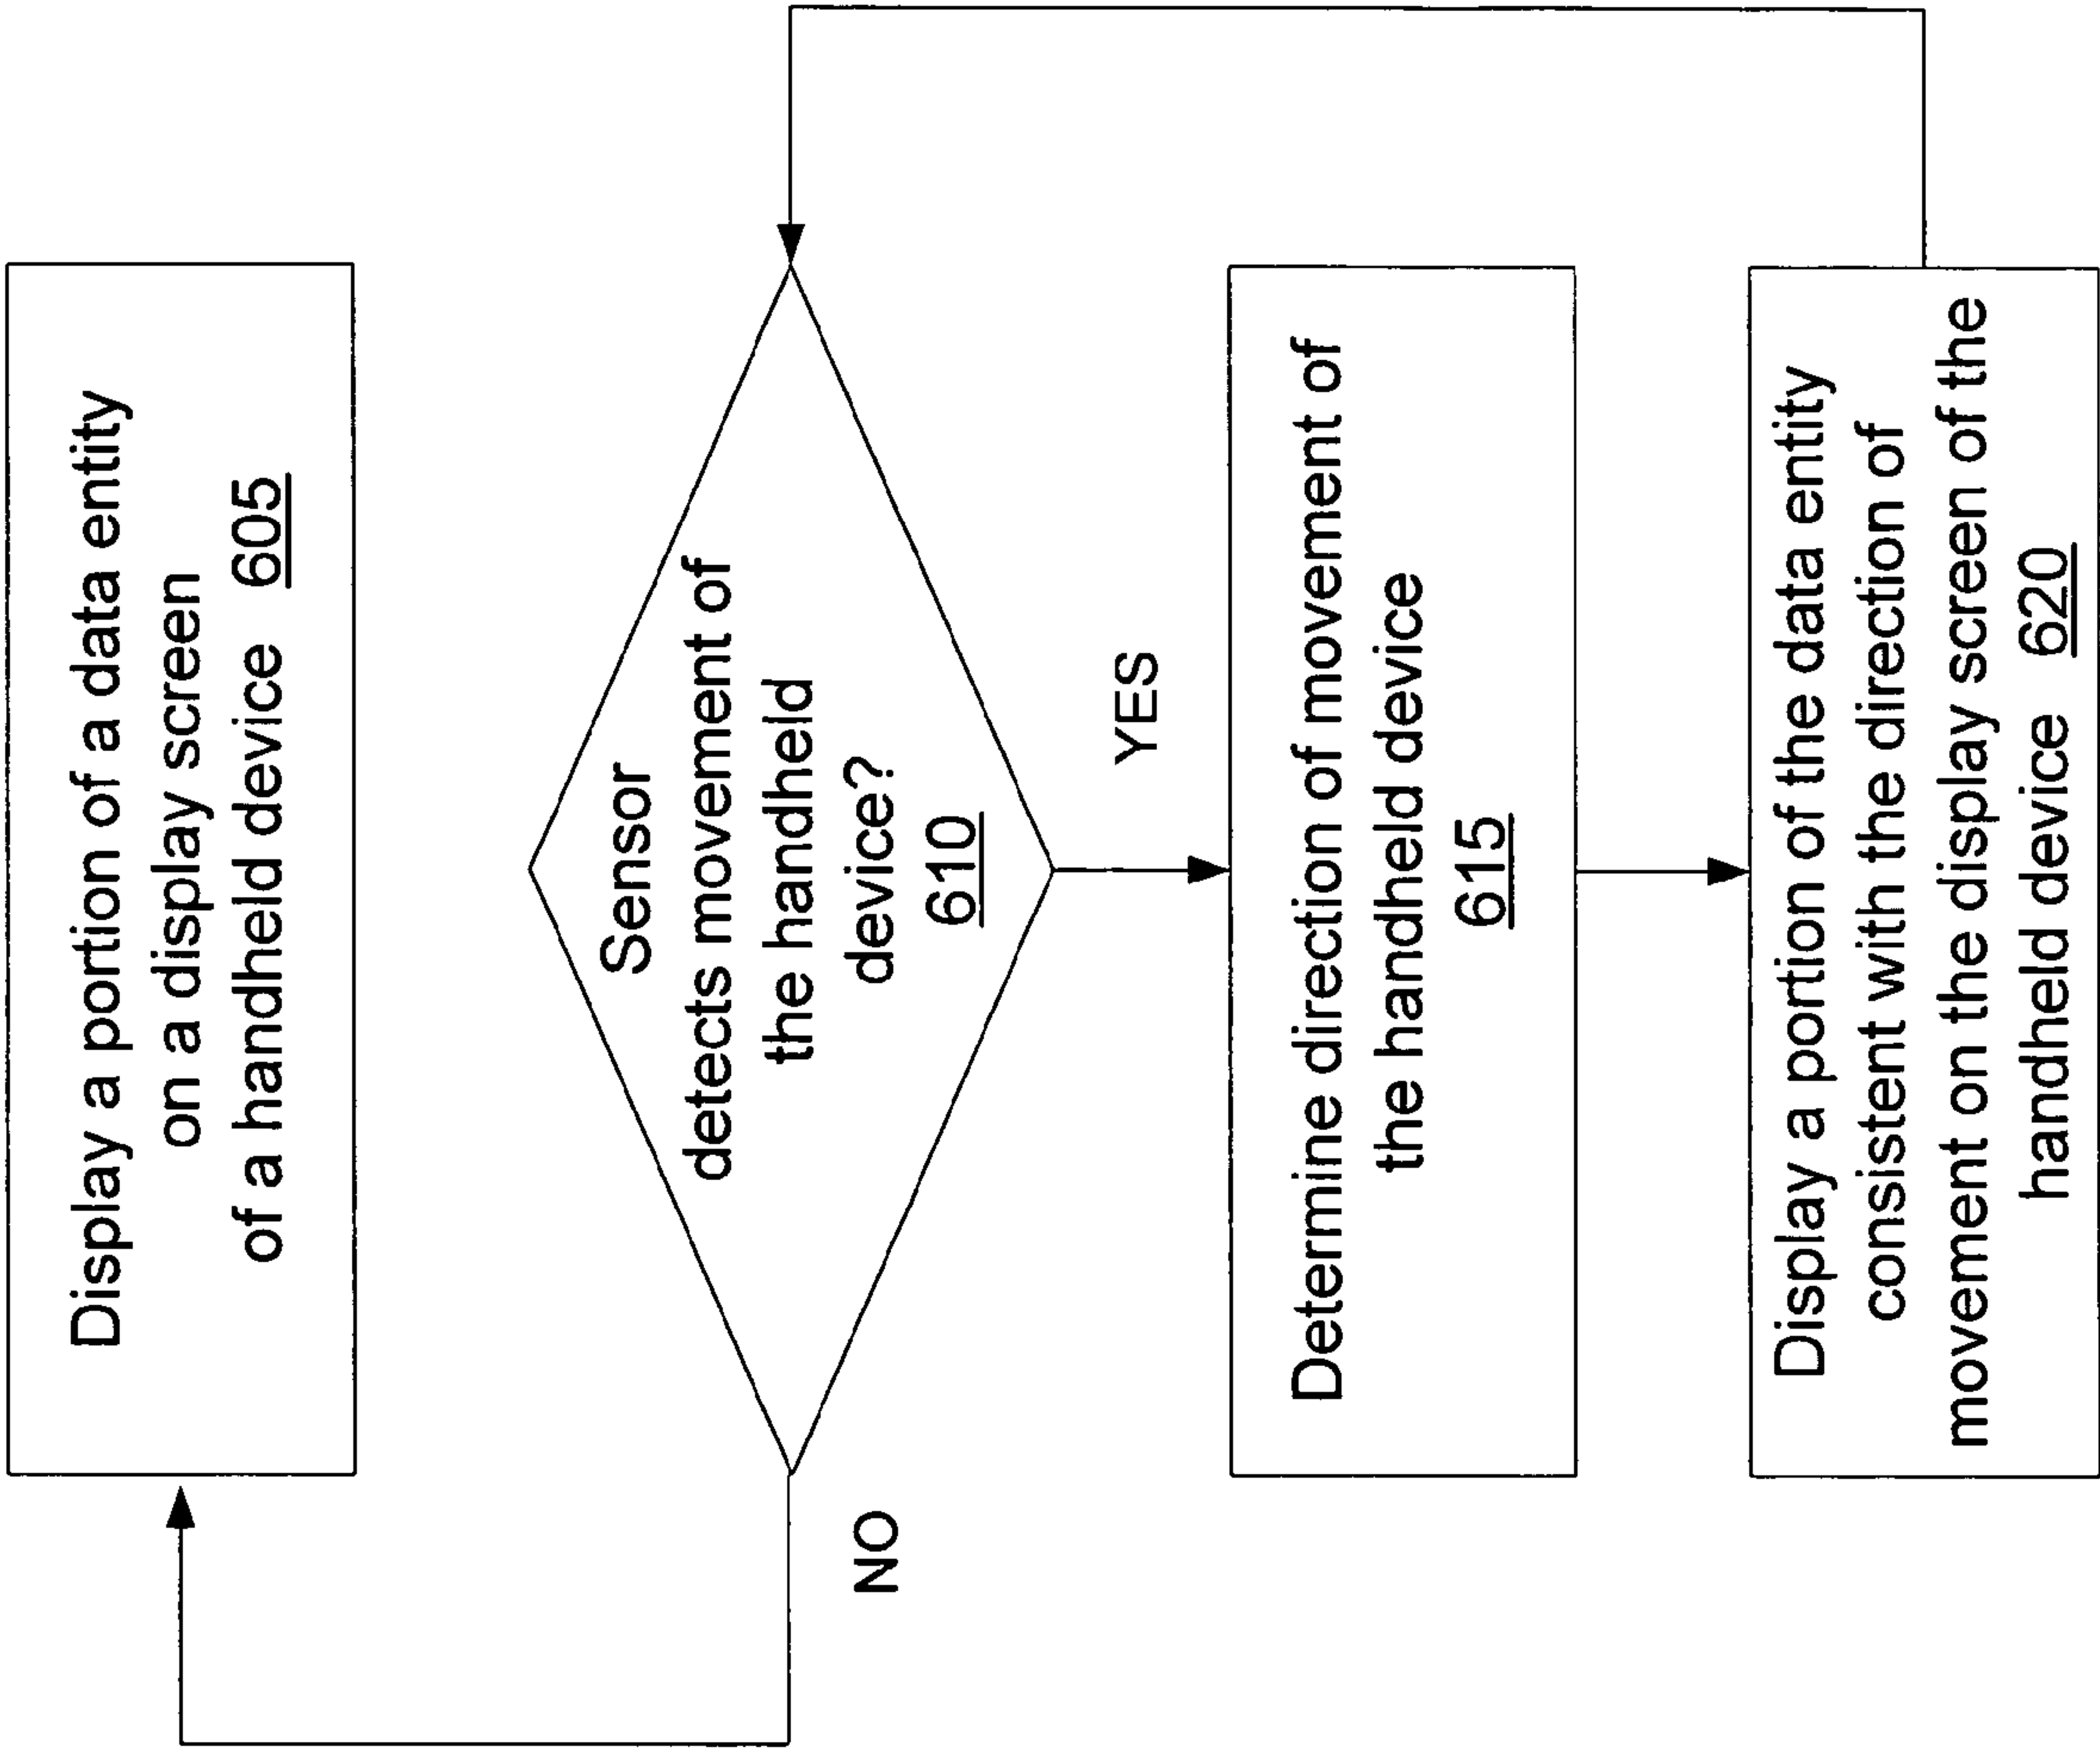 Display a portion of a data entity
on a display screen
of a handheld device 605
Sensor
detects movement of
the handheld
device?
610
NO
YES
Determine direction of movement of
the handheld device
615
Display a portion of the data entity
consistent with the direction of
movement on the display screen of the
handheld device 620